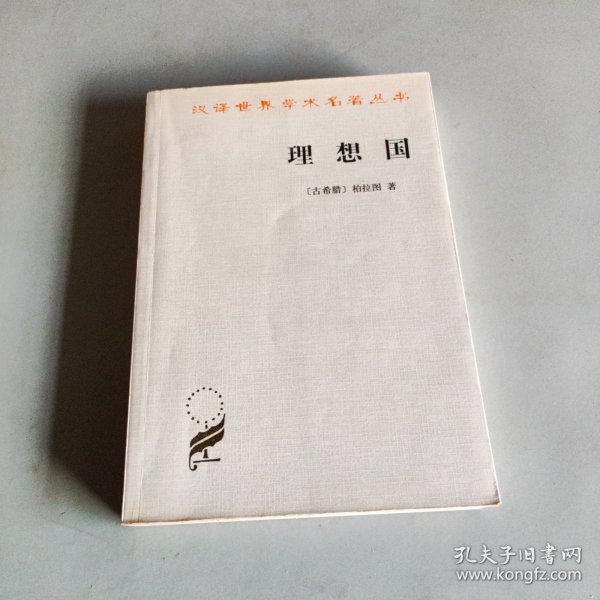 汉译世界学术名著丛书
理想国
〔古希腊〕柏拉图 著
孔夫子旧书网
www.kongfz.com